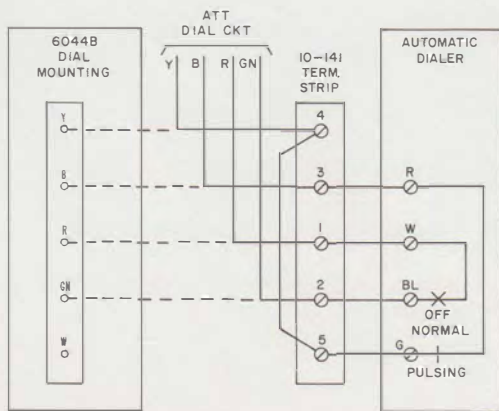 6044B
DIAL
MOUNTING
Y
B
R
GN
W
ATT
DIAL CKT
Y B R GN
10-141
TERM.
STRIP
4
3
1
2
5
AUTOMATIC
DIALER
R
W
BL
OFF
NORMAL
G
PULSING